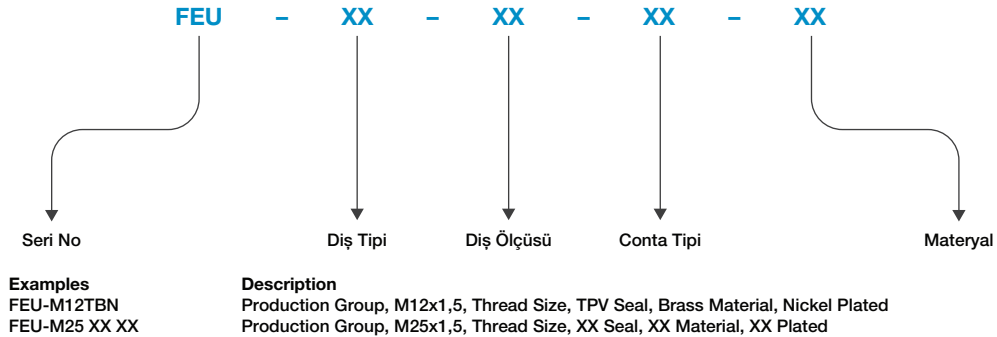 FEU – XX – XX – XX – XX
Seri No Diş Tipi Diş Ölçüsü Conta Tipi Materyal
Examples Description
FEU-M12TBN Production Group, M12x1,5, Thread Size, TPV Seal, Brass Material, Nickel Plated
FEU-M25 XX XX Production Group, M25x1,5, Thread Size, XX Seal, XX Material, XX Plated